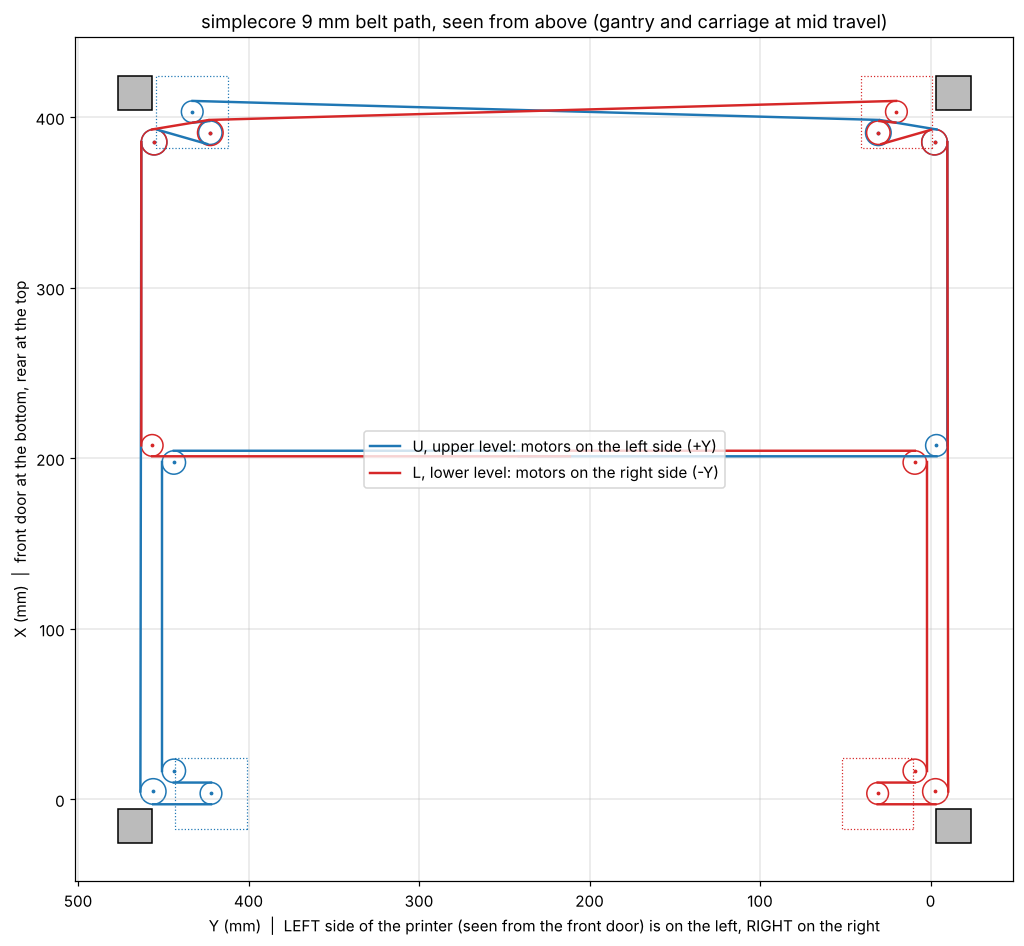 simplecore 9 mm belt path, seen from above (gantry and carriage at mid travel)
X (mm) | front door at the bottom, rear at the top
400
300
200
100
0
U, upper level: motors on the left side (+Y)
L, lower level: motors on the right side (-Y)
500 400 300 200 100 0
Y (mm) | LEFT side of the printer (seen from the front door) is on the left, RIGHT on the right